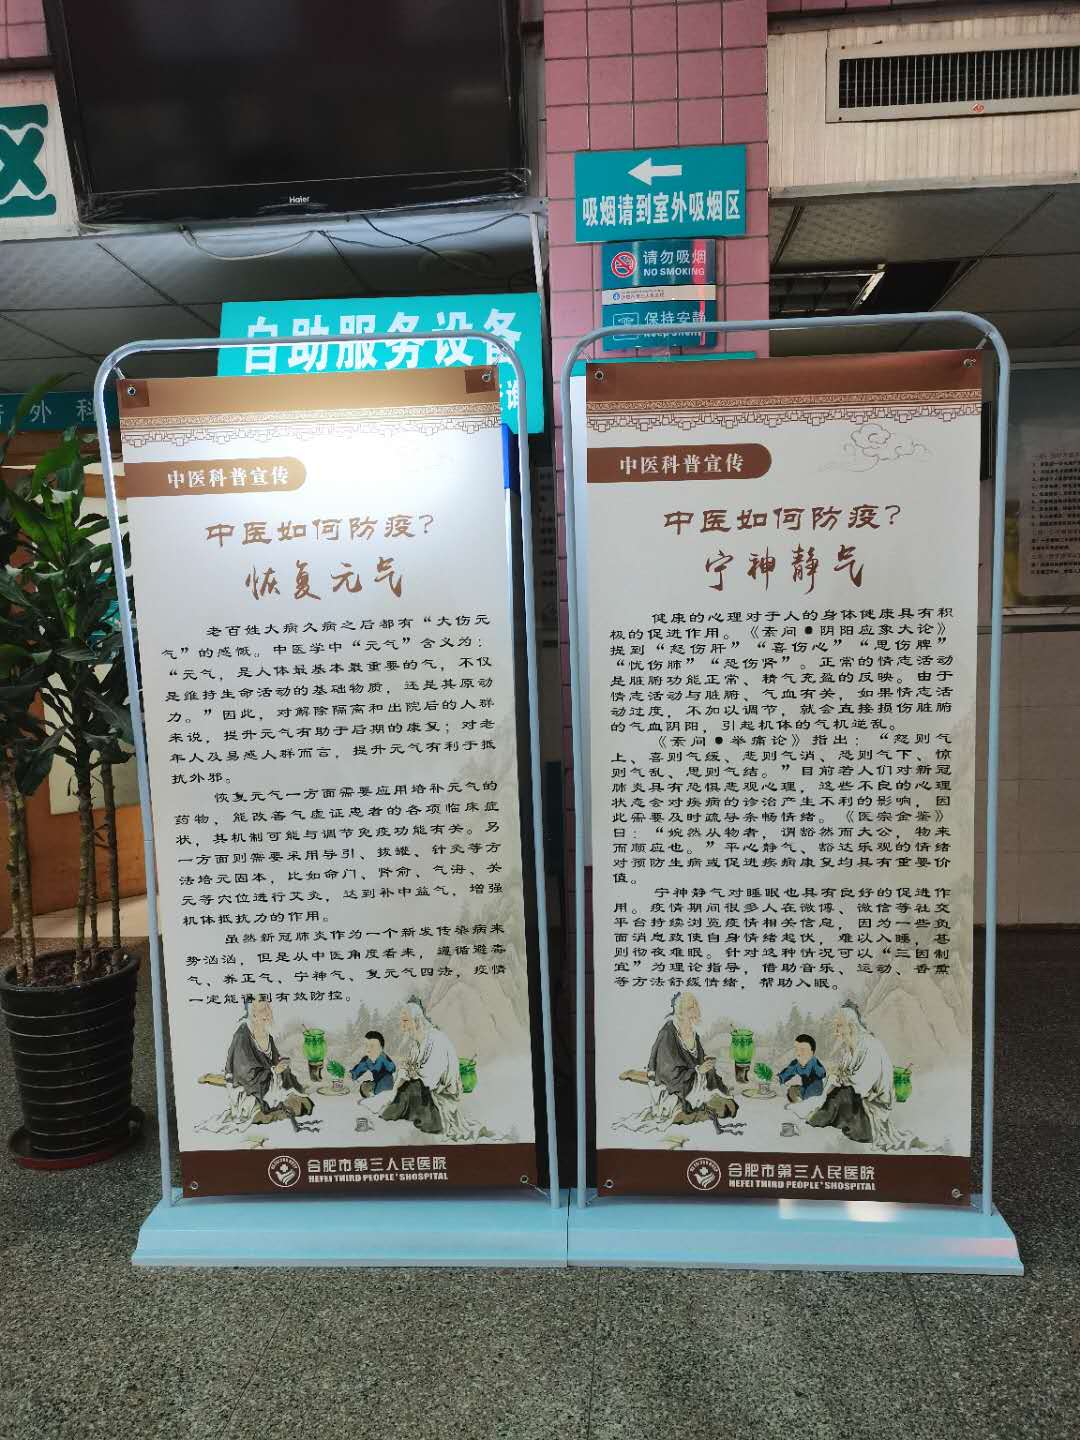 Haier
区
吸烟请到室外吸烟区
请勿吸烟
NO SMOKING
保持安静
Keep silent
自助服务设备
外科
中医科普宣传
中医如何防疫?
恢复元气
老百姓大病久病之后都有“大伤元
气”的感慨。中医学中“元气”含义为:
“元气,是人体最基本最重要的气,不仅
是维持生命活动的基础物质,还是其原动
力。”因此,对解除隔离和出院后的人群
来说,提升元气有助于后期的康复;对老
年人及易感人群而言,提升元气有利于抵
抗外邪。
恢复元气一方面需要应用培补元气的
药物,能改善气虚证患者的各项临床症
状,其机制可能与调节免疫功能有关。另
一方面则需要采用导引、拔罐、针灸等方
法培元固本,比如命门、肾俞、气海、关
元等穴位进行艾灸,达到补中益气,增强
机体抵抗力的作用。
虽然新冠肺炎作为一个新发传染病来
势汹汹,但是从中医角度看来,遵循避毒
气、养正气、宁神气、复元气四法,疫情
一定能得到有效防控。
合肥市第三人民医院
HEFEI THIRD PEOPLE'SHOSPITAL
中医科普宣传
中医如何防疫?
宁神静气
健康的心理对于人的身体健康具有积
极的促进作用。《素问•阴阳应象大论》
提到“怒伤肝”“喜伤心”“思伤脾”
“忧伤肺”“恐伤肾”。正常的情志活动
是脏腑功能正常、精气充盈的反映。由于
情志活动与脏腑、气血有关,如果情志活
动过度,不加以调节,就会直接损伤脏腑
的气血阴阳,引起机体的气机逆乱。
《素问•举痛论》指出:“怒则气
上、喜则气缓、悲则气消、恐则气下、惊
则气乱、思则气结。”目前若人们对新冠
肺炎具有恐惧悲观心理,这些不良的心理
状态会对疾病的诊治产生不利的影响,因
此需要及时疏导条畅情绪。《医宗金鉴》
曰:“婉然从物者,谓豁然而大公,物来
而顺应也。”平心静气、豁达乐观的情绪
对预防生病或促进疾病康复均具有重要价
值。
宁神静气对睡眠也具有良好的促进作
用。疫情期间很多人在微博、微信等社交
平台持续浏览疫情相关信息,因为一些负
面消息致使自身情绪起伏,难以入睡,甚
则彻夜难眠。针对这种情况可以“三因制
宜”为理论指导,借助音乐、运动、香薰
等方法舒缓情绪,帮助入眠。
合肥市第三人民医院
HEFEI THIRD PEOPLE'SHOSPITAL